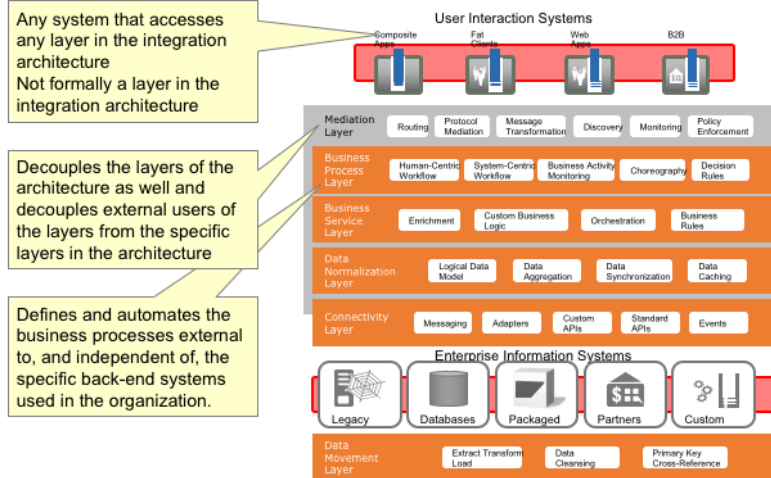 Any system that accesses
any layer in the integration
architecture
Not formally a layer in the
integration architecture
Decouples the layers of the
architecture as well and
decouples external users of
the layers from the specific
layers in the architecture
Defines and automates the
business processes external
to, and independent of, the
specific back-end systems
used in the organization.
User Interaction Systems
Composite
Apps
Fat
Clients
Web
Apps
B2B
Mediation
Layer
Routing
Protocol
Mediation
Message
Transformation
Discovery
Monitoring
Policy
Enforcement
Business
Process
Layer
Human-Centric
Workflow
System-Centric
Workflow
Business Activity
Monitoring
Choreography
Decision
Rules
Business
Service
Layer
Enrichment
Custom Business
Logic
Orchestration
Business
Rules
Data
Normalization
Layer
Logical Data
Model
Data
Aggregation
Data
Synchronization
Data
Caching
Connectivity
Layer
Messaging
Adapters
Custom
APIs
Standard
APIs
Events
Enterprise Information Systems
Legacy
Databases
Packaged
Partners
Custom
Data
Movement
Layer
Extract Transform
Load
Data
Cleansing
Primary Key
Cross-Reference